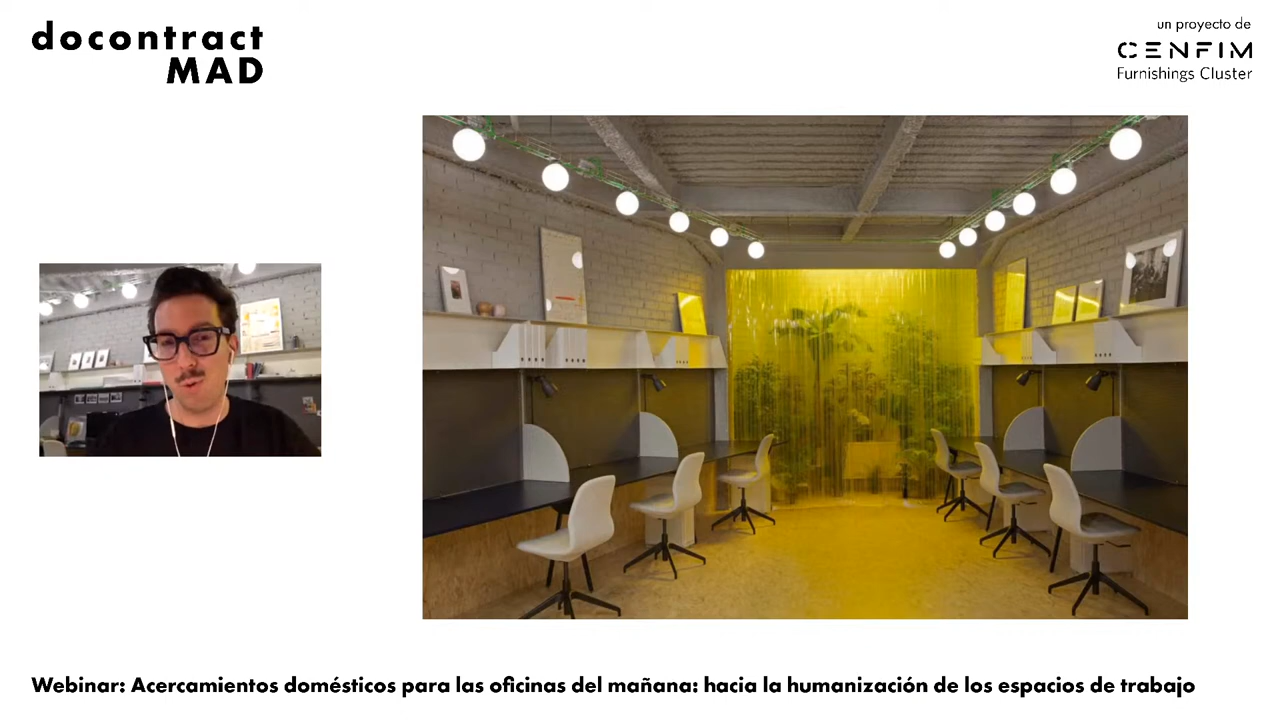 docontract
MAD
un proyecto de
CENFIM
Furnishings Cluster
Webinar: Acercamientos domésticos para las oficinas del mañana: hacia la humanización de los espacios de trabajo